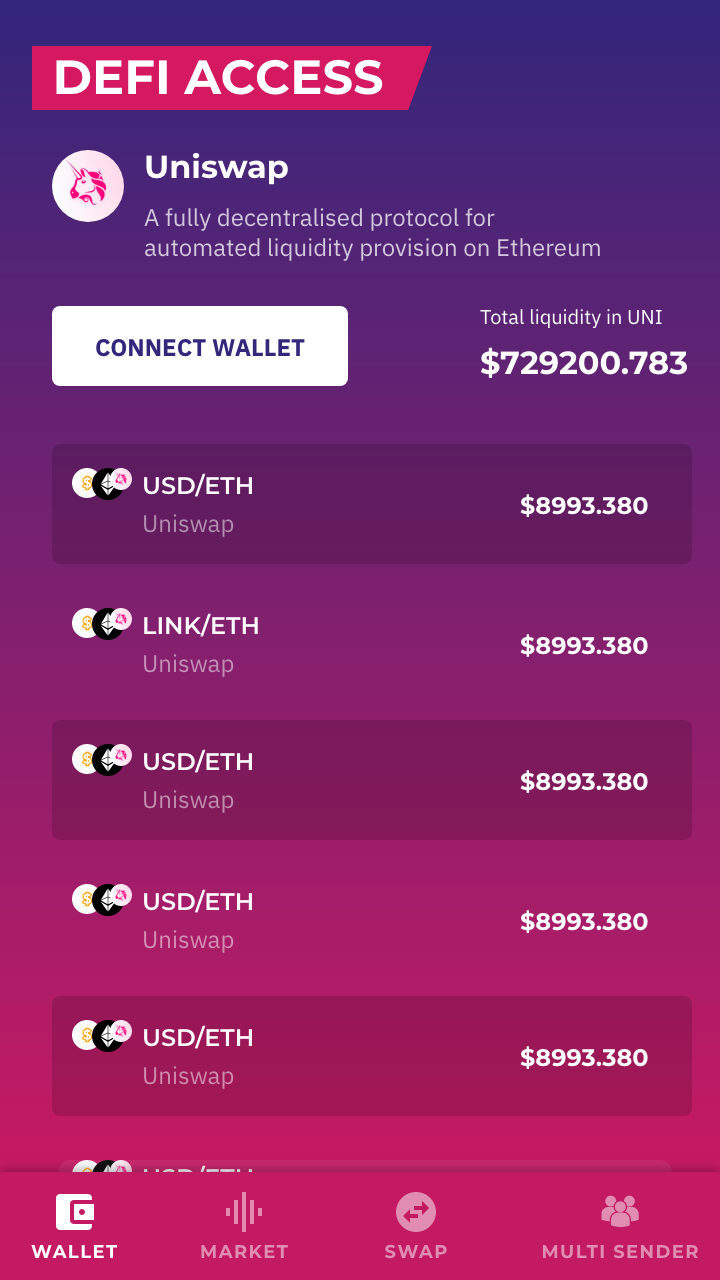 DEFI ACCESS
Uniswap
A fully decentralised protocol for
automated liquidity provision on Ethereum
CONNECT WALLET
Total liquidity in UNI
$729200.783
USD/ETH
Uniswap
$8993.380
LINK/ETH
Uniswap
$8993.380
USD/ETH
Uniswap
$8993.380
USD/ETH
Uniswap
$8993.380
USD/ETH
Uniswap
$8993.380
USD/ETH
WALLET
MARKET
SWAP
MULTI SENDER